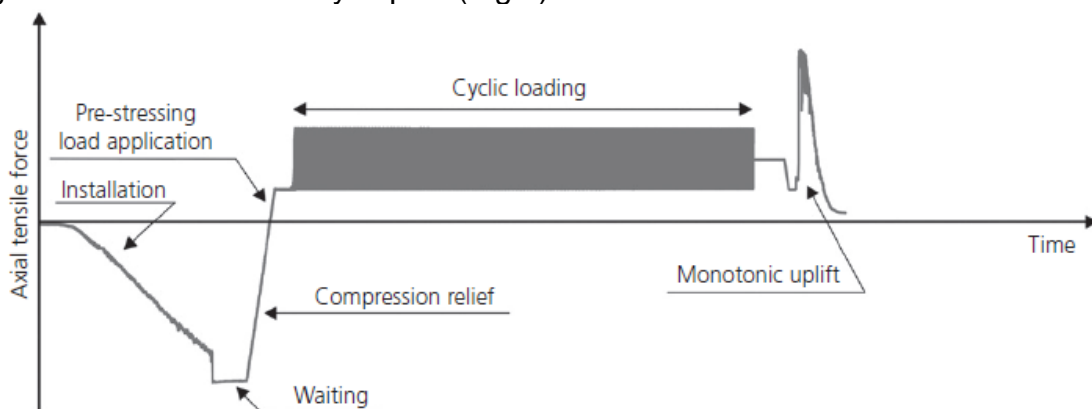 Cyclic loading
Pre-stressing
load application
Installation
Axial tensile force
Time
Monotonic uplift
Compression relief
Waiting